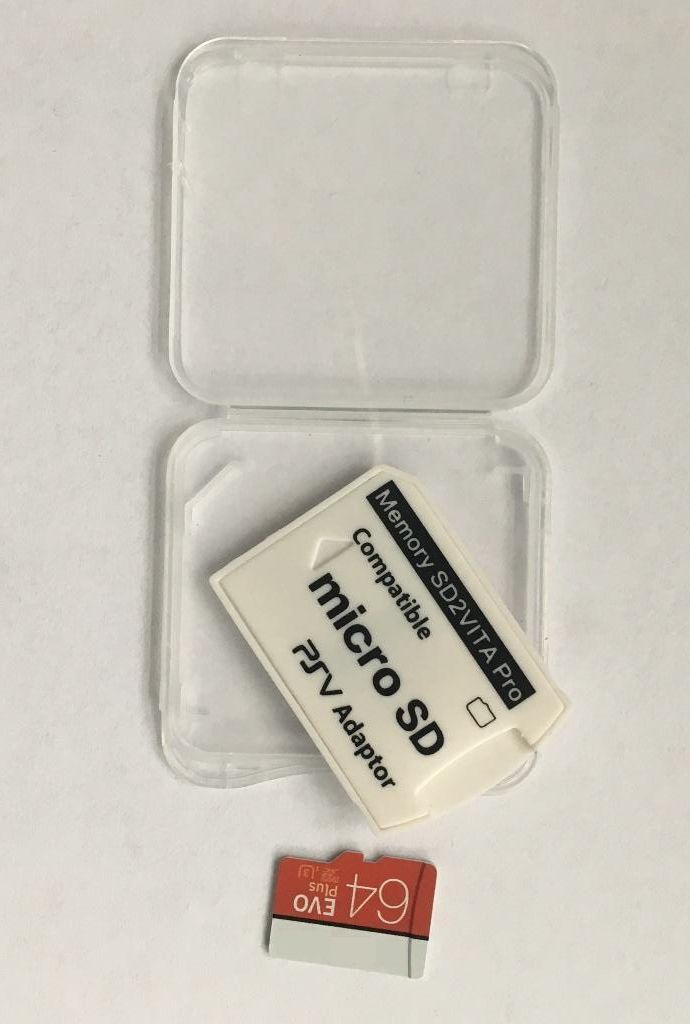 Memory SD2VITA Pro
Compatible
micro SD
PSV Adaptor
64 EVO
Plus